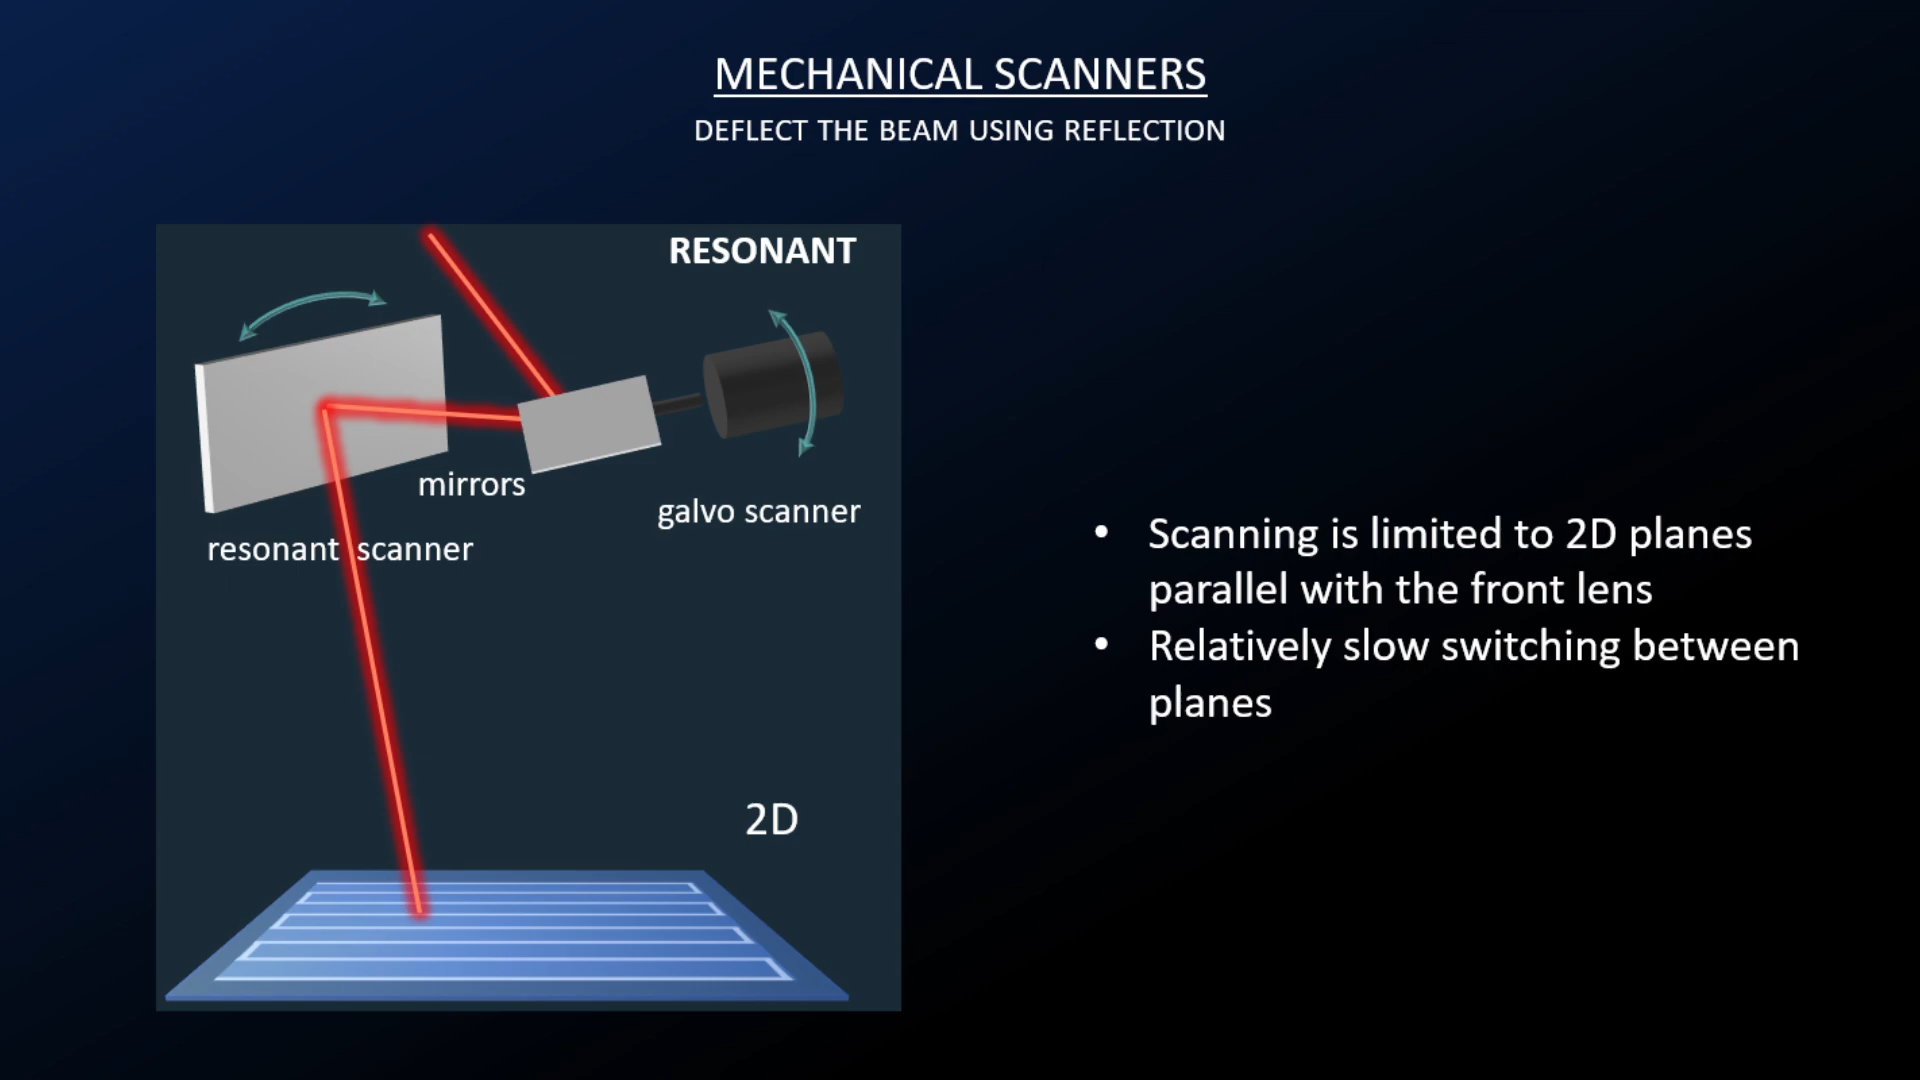 MECHANICAL SCANNERS
DEFLECT THE BEAM USING REFLECTION
RESONANT
mirrors
galvo scanner
resonant scanner
2D
• Scanning is limited to 2D planes
parallel with the front lens
• Relatively slow switching between
planes